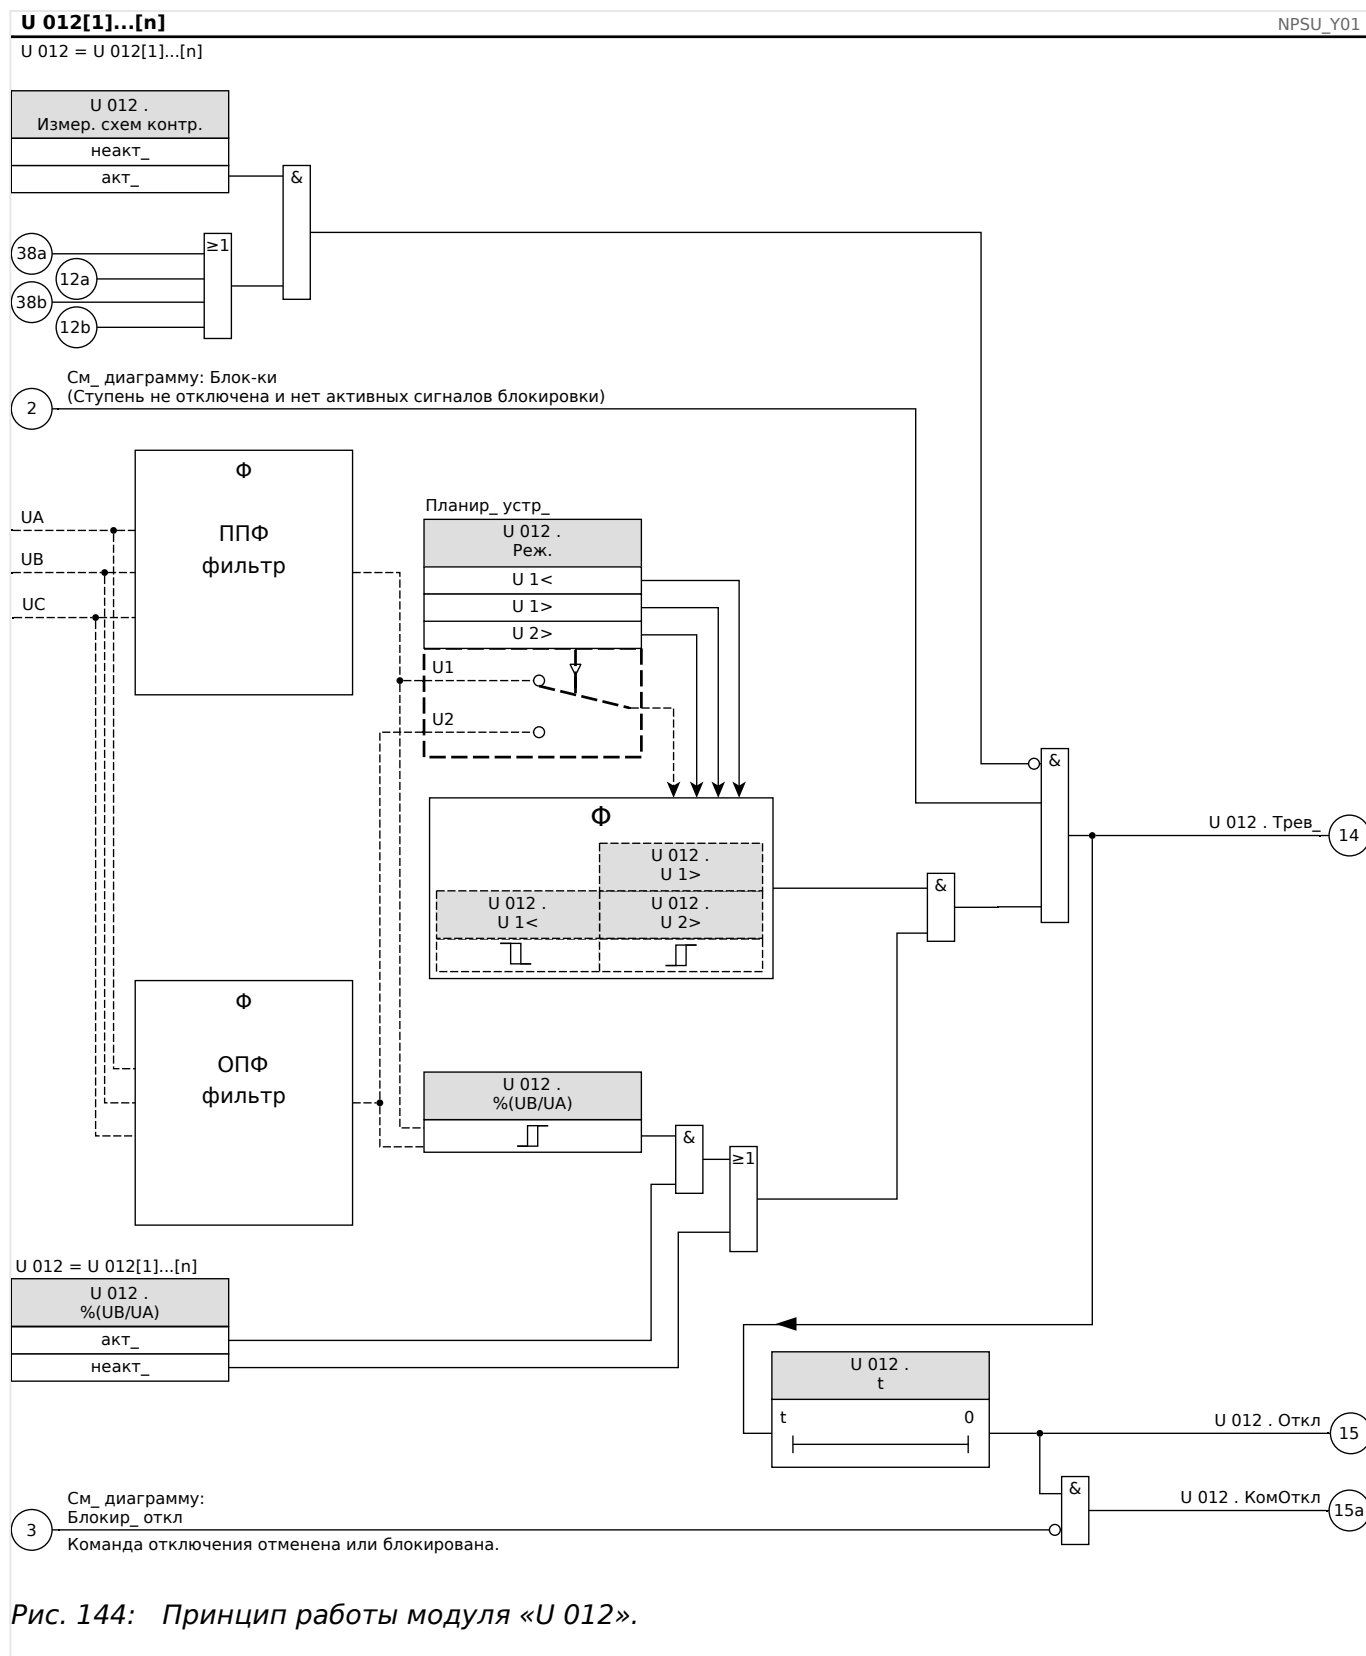 U 012[1]...[n]
NPSU_Y01
U 012 = U 012[1]...[n]
U 012 .
Измер. схем контр.
неакт_
акт_
&
≥1
38a
12a
38b
12b
См_ диаграмму: Блок-ки
(Ступень не отключена и нет активных сигналов блокировки)
2
Ф
ППФ
фильтр
UA
UB
UC
Планир_ устр_
U 012 .
Реж.
U 1<
U 1>
U 2>
U1
U2
&
U 012 . Трев_
14
Ф
U 012 .
U 1>
U 012 .
U 1<
U 012 .
U 2>
&
Ф
ОПФ
фильтр
U 012 .
%(UB/UA)
&
≥1
U 012 = U 012[1]...[n]
U 012 .
%(UB/UA)
акт_
неакт_
U 012 .
t
t
0
U 012 . Откл
15
&
U 012 . КомОткл
15a
См_ диаграмму:
Блокир_ откл
3
Команда отключения отменена или блокирована.
Рис. 144: Принцип работы модуля «U 012».